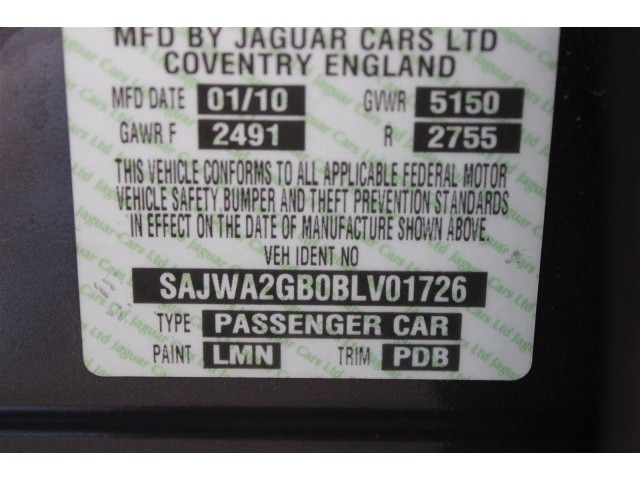 MFD BY JAGUAR CARS LTD
COVENTRY ENGLAND
MFD DATE 01/10 GVWR 5150
GAWR F 2491 R 2755
THIS VEHICLE CONFORMS TO ALL APPLICABLE FEDERAL MOTOR
VEHICLE SAFETY, BUMPER AND THEFT PREVENTION STANDARDS
IN EFFECT ON THE DATE OF MANUFACTURE SHOWN ABOVE.
VEH IDENT NO
SAJWA2GB0BLV01726
TYPE PASSENGER CAR
PAINT LMN TRIM PDB